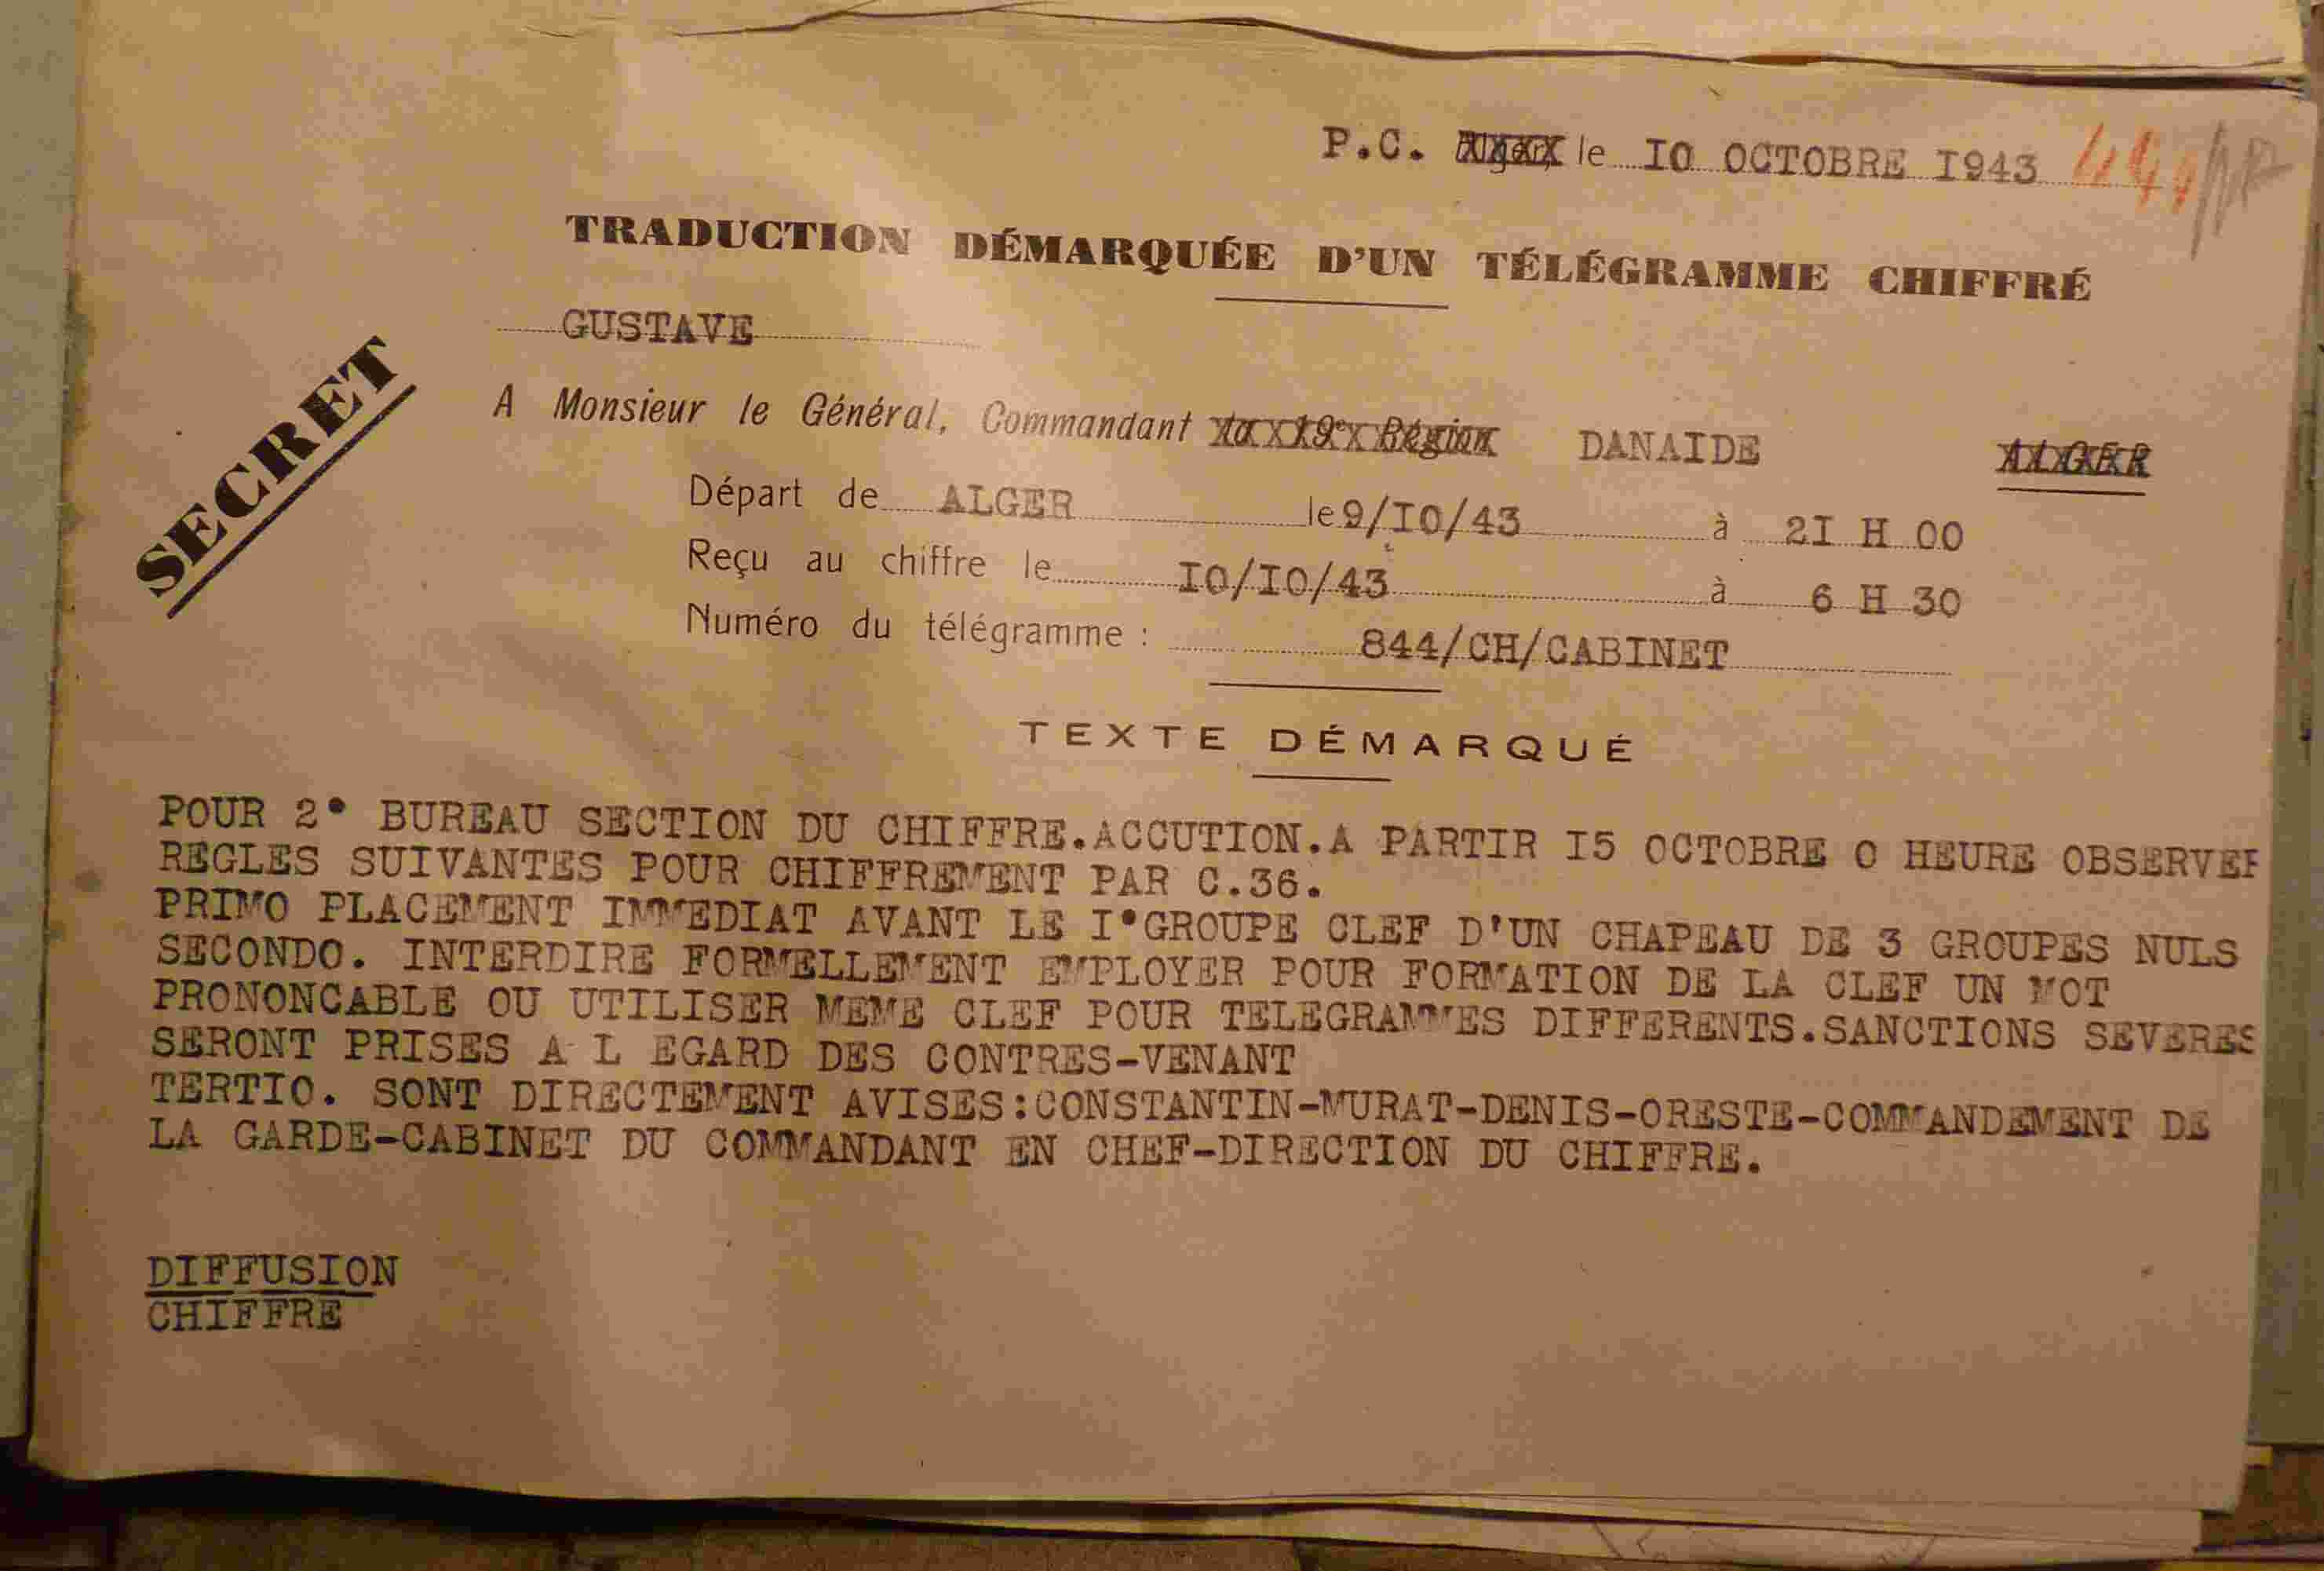 P.C. Alger, le 10 OCTOBRE 1943
TRADUCTION DÉMARQUÉE D'UN TÉLÉGRAMME CHIFFRÉ
GUSTAVE
SECRET
A Monsieur le Général, Commandant la 19e Région DANAIDE ALGER
Départ de ALGER le 9/10/43 à 21 H 00
Reçu au chiffre le 10/10/43 à 6 H 30
Numéro du télégramme : 844/CH/CABINET
TEXTE DÉMARQUÉ
POUR 2° BUREAU SECTION DU CHIFFRE.ACCUTION.A PARTIR 15 OCTOBRE 0 HEURE OBSERVER
REGLES SUIVANTES POUR CHIFFREMENT PAR C.36.
PRIMO PLACEMENT IMMEDIAT AVANT LE 1°GROUPE CLEF D'UN CHAPEAU DE 3 GROUPES NULS
SECONDO. INTERDIRE FORMELLEMENT EMPLOYER POUR FORMATION DE LA CLEF UN MOT
PRONONCABLE OU UTILISER MEME CLEF POUR TELEGRAMMES DIFFERENTS.SANCTIONS SEVERES
SERONT PRISES A L EGARD DES CONTRES-VENANT
TERTIO. SONT DIRECTEMENT AVISES:CONSTANTIN-MURAT-DENIS-ORESTE-COMMANDEMENT DE
LA GARDE-CABINET DU COMMANDANT EN CHEF-DIRECTION DU CHIFFRE.
DIFFUSION
CHIFFRE